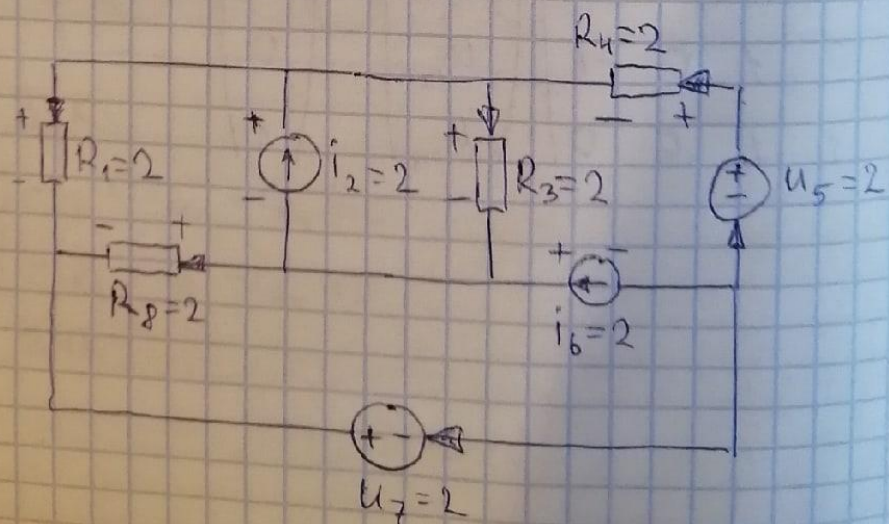 R4=2
+
-
+
-
+
-
-
+
R1=2
i2=2
R3=2
+
-
u5=2
-
+
+
-
R8=2
i6=2
+ -
u7=2